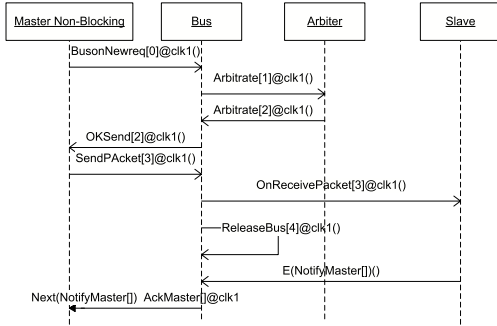 Master Non-Blocking Bus Arbiter Slave
BusonNewreq[0]@clk1()
Arbitrate[1]@clk1()
Arbitrate[2]@clk1()
OKSend[2]@clk1()
SendPAcket[3]@clk1()
OnReceivePacket[3]@clk1()
ReleaseBus[4]@clk1()
E(NotifyMaster[])()
Next(NotifyMaster[]) AckMaster[]@clk1